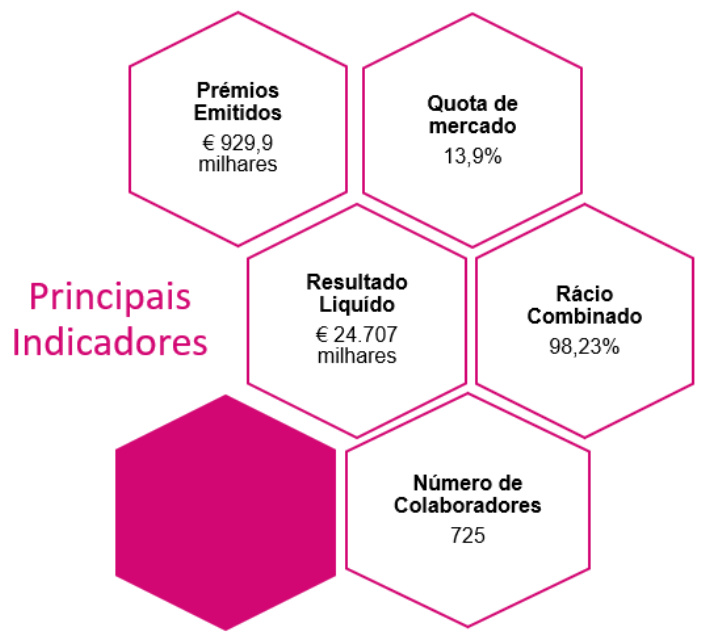 Prémios
Emitidos
€ 929,9
milhares
Quota de
mercado
13,9%
Principais
Indicadores
Resultado
Liquído
€ 24.707
milhares
Rácio
Combinado
98,23%
Número de
Colaboradores
725